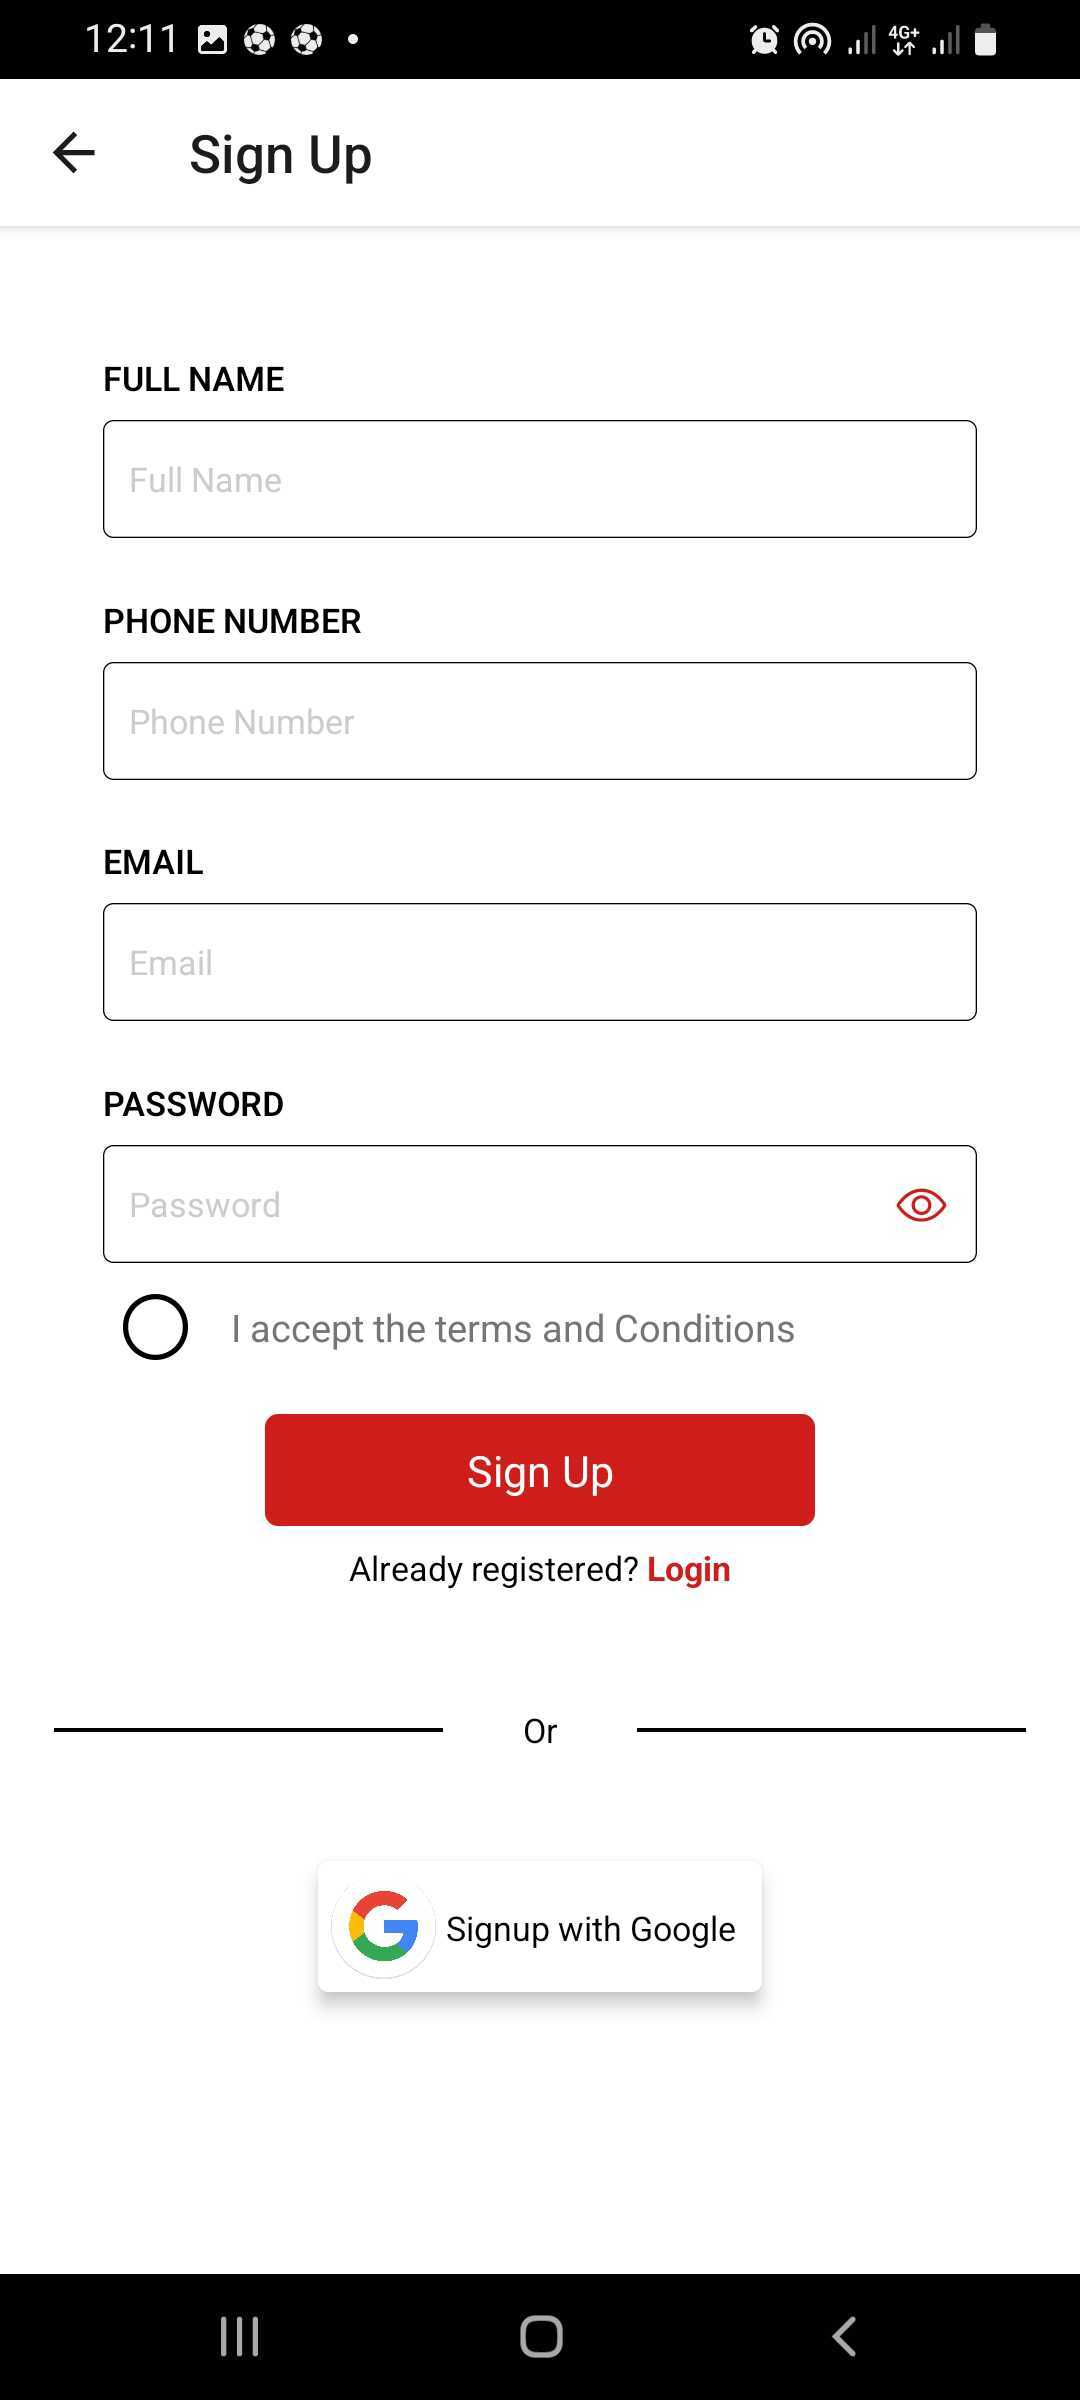 12:11
4G+
Sign Up
FULL NAME
Full Name
PHONE NUMBER
Phone Number
EMAIL
Email
PASSWORD
Password
I accept the terms and Conditions
Sign Up
Already registered? Login
Or
Signup with Google